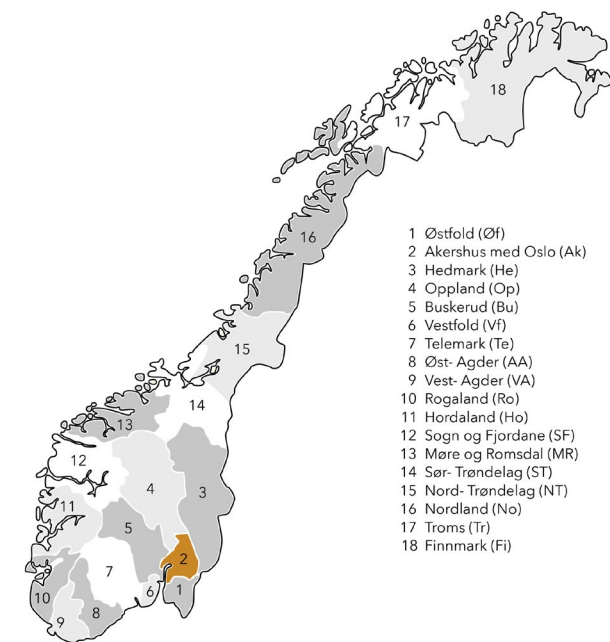 18
17
16
15
14
13
12
11
4
3
5
2
7
10
6
1
9
8
1 Østfold (Øf)
2 Akershus med Oslo (Ak)
3 Hedmark (He)
4 Oppland (Op)
5 Buskerud (Bu)
6 Vestfold (Vf)
7 Telemark (Te)
8 Øst- Agder (AA)
9 Vest- Agder (VA)
10 Rogaland (Ro)
11 Hordaland (Ho)
12 Sogn og Fjordane (SF)
13 Møre og Romsdal (MR)
14 Sør- Trøndelag (ST)
15 Nord- Trøndelag (NT)
16 Nordland (No)
17 Troms (Tr)
18 Finnmark (Fi)